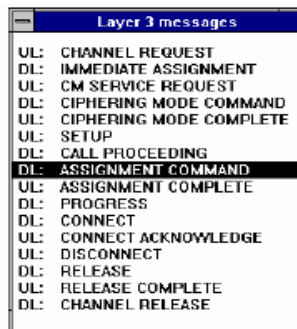 Layer 3 messages
UL: CHANNEL REQUEST
DL: IMMEDIATE ASSIGNMENT
UL: CM SERVICE REQUEST
DL: CIPHERING MODE COMMAND
UL: CIPHERING MODE COMPLETE
UL: SETUP
DL: CALL PROCEEDING
DL: ASSIGNMENT COMMAND
UL: ASSIGNMENT COMPLETE
DL: PROGRESS
DL: CONNECT
UL: CONNECT ACKNOWLEDGE
UL: DISCONNECT
DL: RELEASE
UL: RELEASE COMPLETE
DL: CHANNEL RELEASE